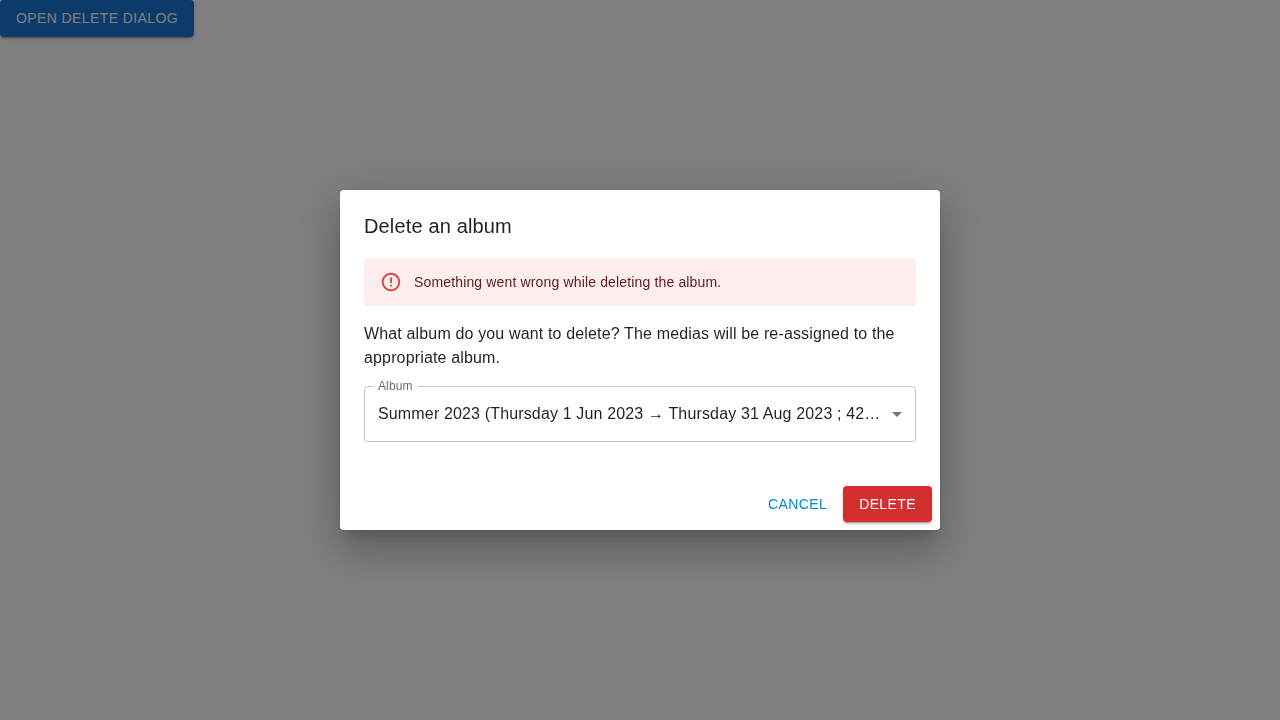 OPEN DELETE DIALOG
Delete an album
Something went wrong while deleting the album.
What album do you want to delete? The medias will be re-assigned to the
appropriate album.
Album
Summer 2023 (Thursday 1 Jun 2023 → Thursday 31 Aug 2023 ; 42…
CANCEL
DELETE